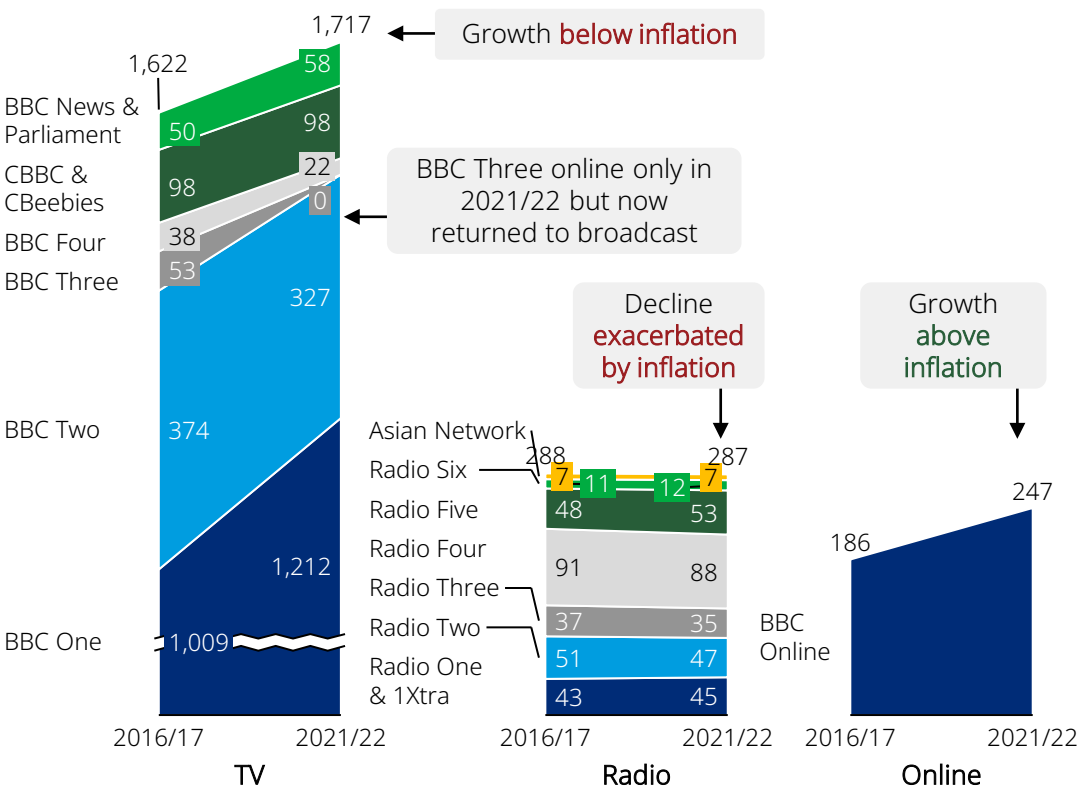 1,717
Growth below inflation
1,622
58
BBC News &
Parliament
50
98
CBBC &
CBeebies
98
22
BBC Three online only in
2021/22 but now
returned to broadcast
0
BBC Four
38
BBC Three
53
327
BBC Two
374
1,212
BBC One
1,009
2016/17
2021/22
TV
Decline
exacerbated
by inflation
Asian Network
288
287
7
7
Radio Six
11
12
Radio Five
48
53
Radio Four
91
88
Radio Three
37
35
Radio Two
51
47
Radio One
& 1Xtra
43
45
2016/17
2021/22
Radio
Growth
above
inflation
247
186
BBC
Online
2016/17
2021/22
Online